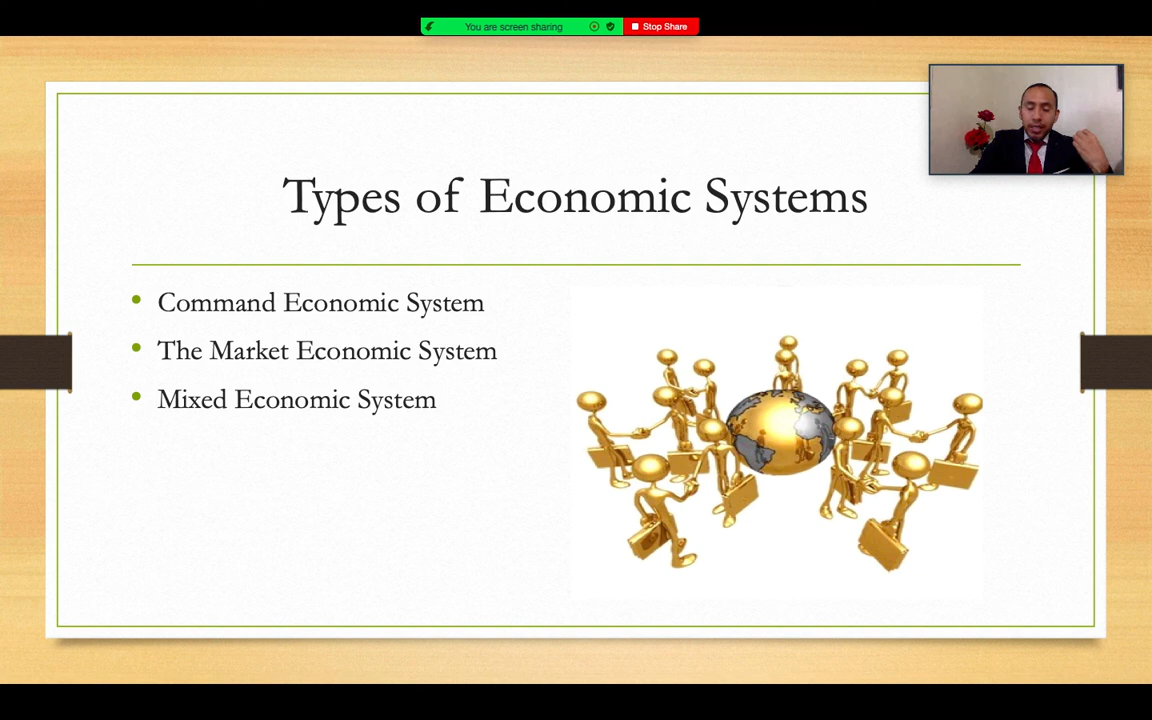 You are screen sharing
Stop Share
Types of Economic Systems
Command Economic System
The Market Economic System
Mixed Economic System